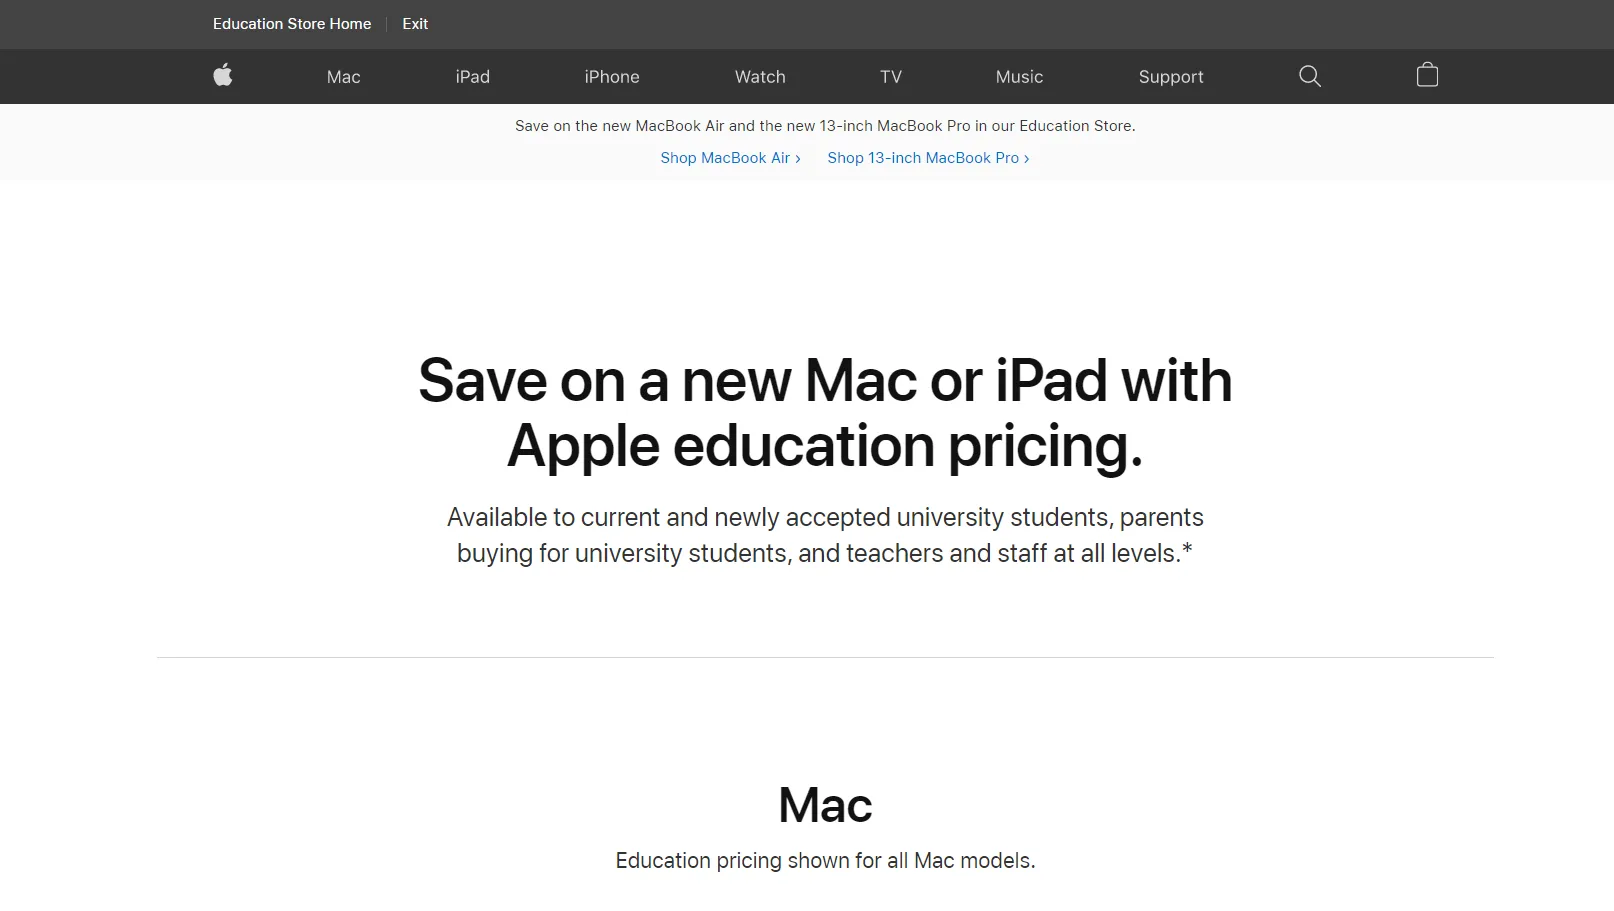 Education Store Home Exit
Mac iPad iPhone Watch TV Music Support
Save on the new MacBook Air and the new 13-inch MacBook Pro in our Education Store.
Shop MacBook Air › Shop 13-inch MacBook Pro ›
Save on a new Mac or iPad with
Apple education pricing.
Available to current and newly accepted university students, parents
buying for university students, and teachers and staff at all levels.*
Mac
Education pricing shown for all Mac models.